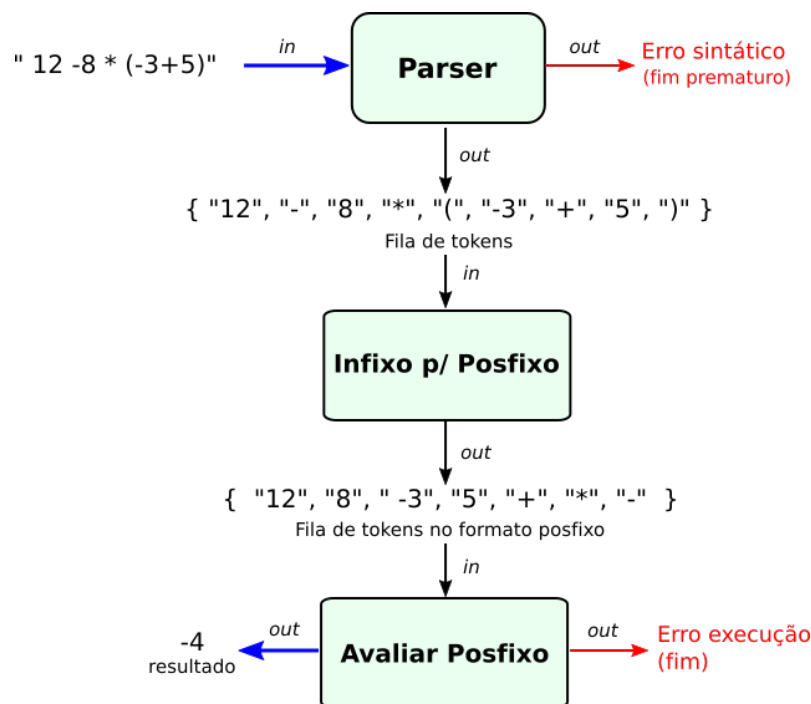 " 12 -8 * (-3+5)"
in
Parser
out
Erro sintático
(fim prematuro)
out
{ "12", "-", "8", "*", "(", "-3", "+", "5", ")" }
Fila de tokens
in
Infixo p/ Posfixo
out
{  "12", "8", " -3", "5", "+", "*", "-"  }
Fila de tokens no formato posfixo
in
-4
resultado
out
Avaliar Posfixo
out
Erro execução
(fim)